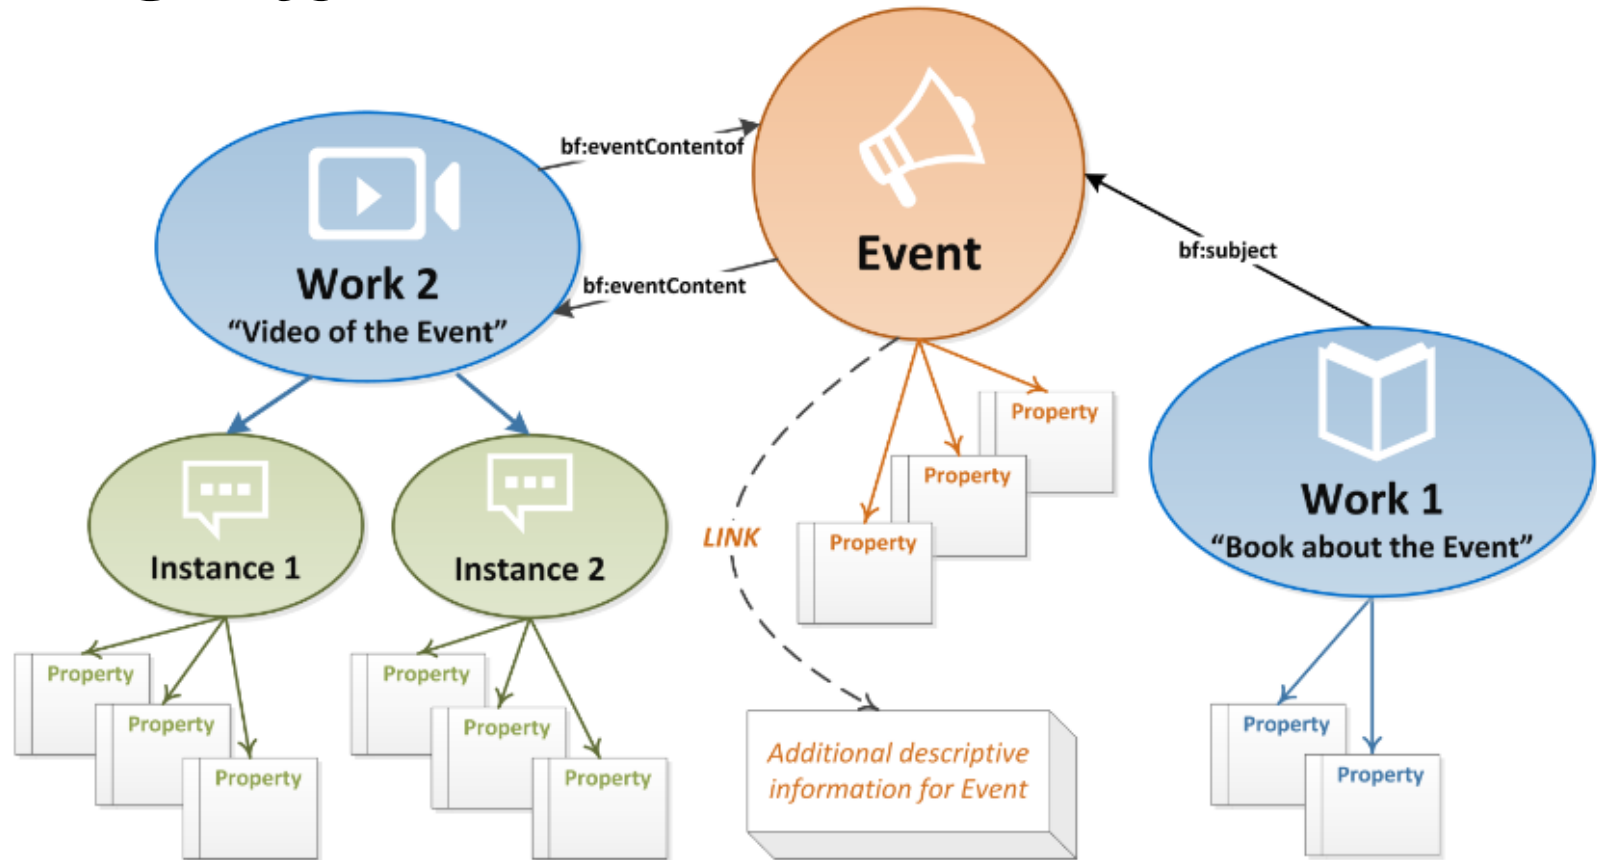 bf:eventContentof
Event
bf:subject
Work 2
“Video of the Event”
bf:eventContent
Instance 1
Instance 2
LINK
Property
Property
Property
Work 1
“Book about the Event”
Property
Property
Property
Property
Property
Property
Additional descriptive
information for Event
Property
Property